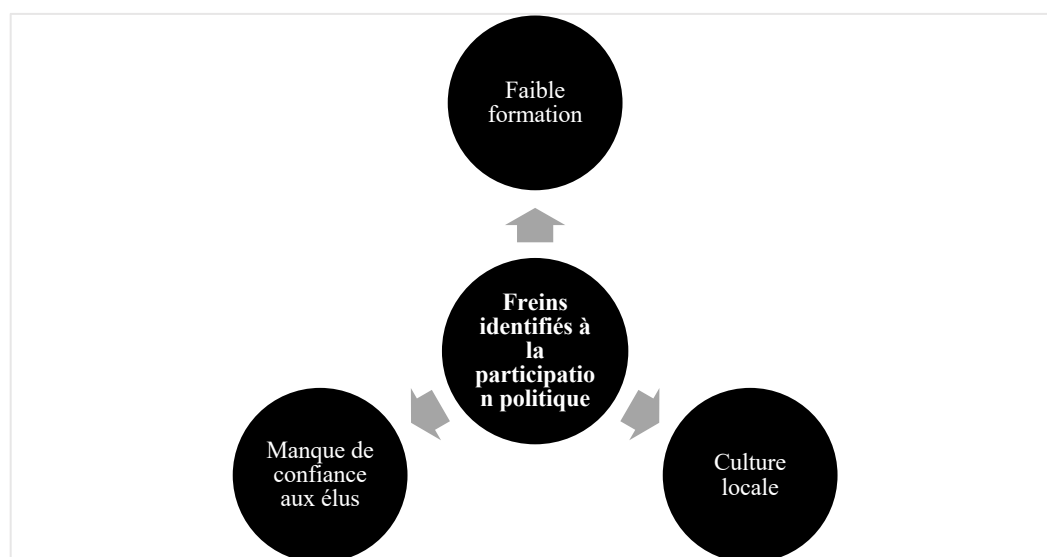 Faible
formation
Freins
identifiés à
la
participatio
n politique
Manque de
confiance
aux élus
Culture
locale